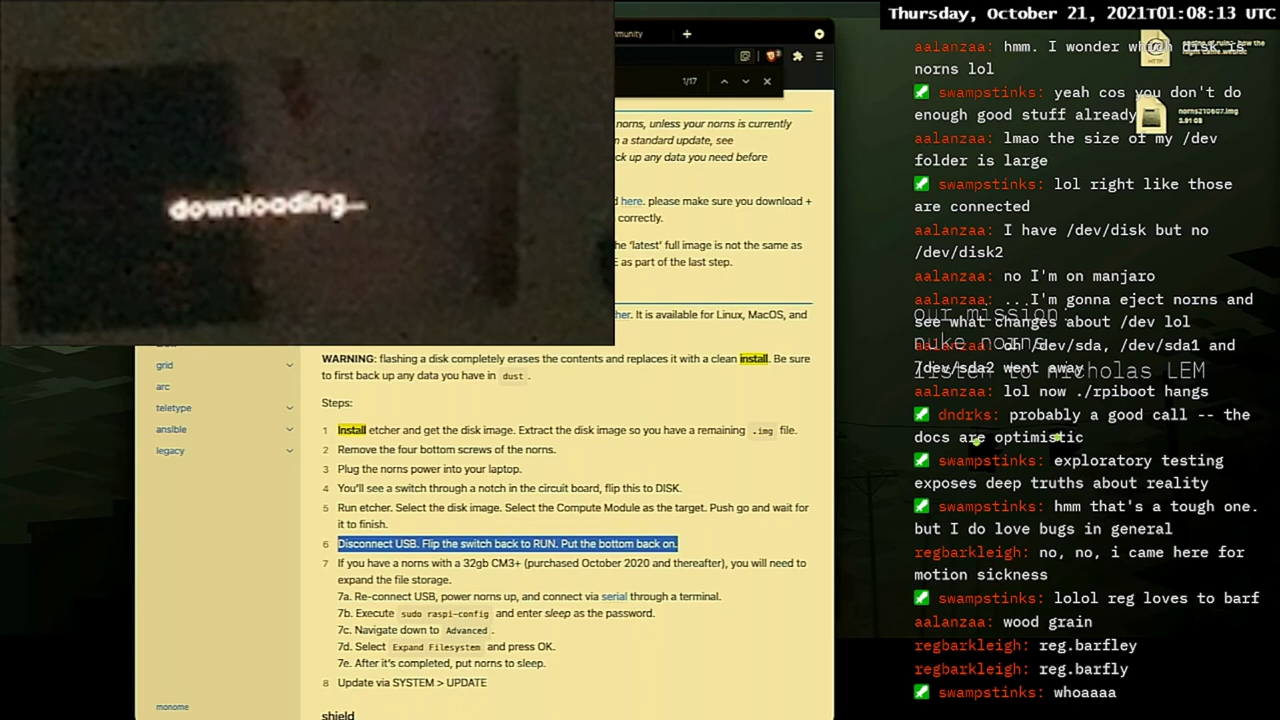 Thursday, October 21, 2021T01:08:13 UTC
downloading...
mmunity
1/17
norns, unless your norns is currently
n a standard update, see
ck up any data you need before
d here. please make sure you download +
correctly.
he 'latest' full image is not the same as
E as part of the last step.
her. It is available for Linux, MacOS, and
WARNING: flashing a disk completely erases the contents and replaces it with a clean install. Be sure
to first back up any data you have in dust.
Steps:
1 Install etcher and get the disk image. Extract the disk image so you have a remaining .img file.
2 Remove the four bottom screws of the norns.
3 Plug the norns power into your laptop.
4 You'll see a switch through a notch in the circuit board, flip this to DISK.
5 Run etcher. Select the disk image. Select the Compute Module as the target. Push go and wait for
it to finish.
6 Disconnect USB. Flip the switch back to RUN. Put the bottom back on.
7 If you have a norns with a 32gb CM3+ (purchased October 2020 and thereafter), you will need to
expand the file storage.
7a. Re-connect USB, power norns up, and connect via serial through a terminal.
7b. Execute sudo raspi-config and enter sleep as the password.
7c. Navigate down to Advanced.
7d. Select Expand Filesystem and press OK.
7e. After it's completed, put norns to sleep.
8 Update via SYSTEM > UPDATE
shield
grid
arc
teletype
ansible
legacy
monome
aalanzaa: hmm. I wonder which disk is
norns lol
swampstinks: yeah cos you don't do
enough good stuff already
aalanzaa: lmao the size of my /dev
folder is large
swampstinks: lol right like those
are connected
aalanzaa: I have /dev/disk but no
/dev/disk2
aalanzaa: no I'm on manjaro
aalanzaa: ...I'm gonna eject norns and
see what changes about /dev lol
aalanzaa: ah /dev/sda, /dev/sda1 and
/dev/sda2 went away
aalanzaa: lol now ./rpiboot hangs
dndrks: probably a good call -- the
docs are optimistic
swampstinks: exploratory testing
exposes deep truths about reality
swampstinks: hmm that's a tough one.
but I do love bugs in general
regbarkleigh: no, no, i came here for
motion sickness
swampstinks: lolol reg loves to barf
aalanzaa: wood grain
regbarkleigh: reg.barfley
regbarkleigh: reg.barfly
swampstinks: whoaaaa
our mission:
nuke norns
listen to nicholas LEM
HTTP
norns210607.img
3.91 GB